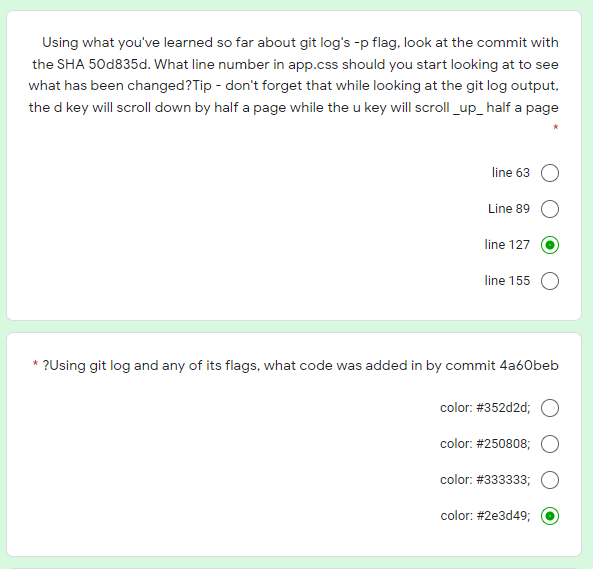 Using what you've learned so far about git log's -p flag, look at the commit with
the SHA 50d835d. What line number in app.css should you start looking at to see
what has been changed?Tip - don't forget that while looking at the git log output,
the d key will scroll down by half a page while the u key will scroll _up_ half a page
*
line 63
Line 89
line 127
line 155
* ?Using git log and any of its flags, what code was added in by commit 4a60beb
color: #352d2d;
color: #250808;
color: #333333;
color: #2e3d49;